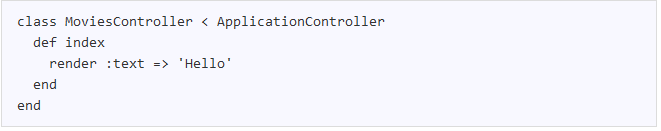 class MoviesController < ApplicationController
  def index
    render :text => 'Hello'
  end
end